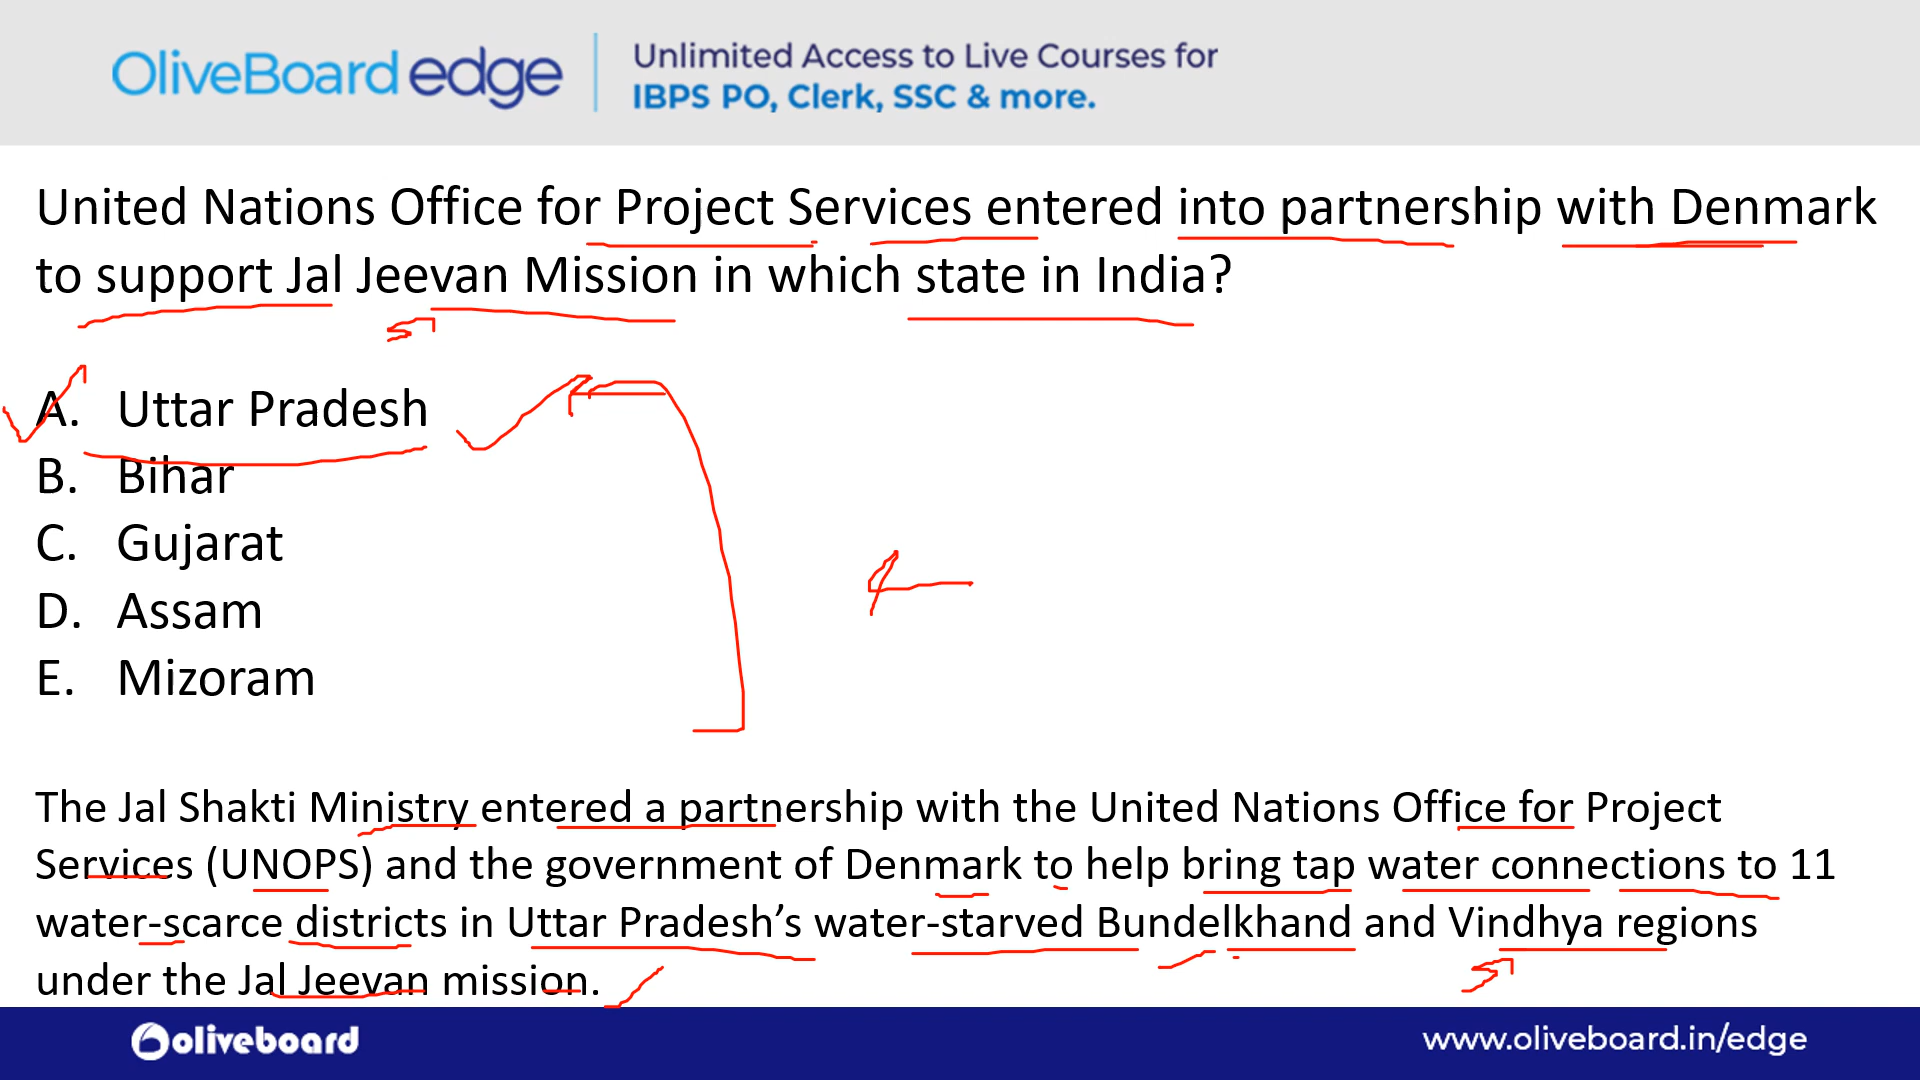 OliveBoard edge
Unlimited Access to Live Courses for
IBPS PO, Clerk, SSC & more.
United Nations Office for Project Services entered into partnership with Denmark
to support Jal Jeevan Mission in which state in India?
A. Uttar Pradesh
B. Bihar
C. Gujarat
D. Assam
E. Mizoram
The Jal Shakti Ministry entered a partnership with the United Nations Office for Project
Services (UNOPS) and the government of Denmark to help bring tap water connections to 11
water-scarce districts in Uttar Pradesh’s water-starved Bundelkhand and Vindhya regions
under the Jal Jeevan mission.
oliveboard
www.oliveboard.in/edge